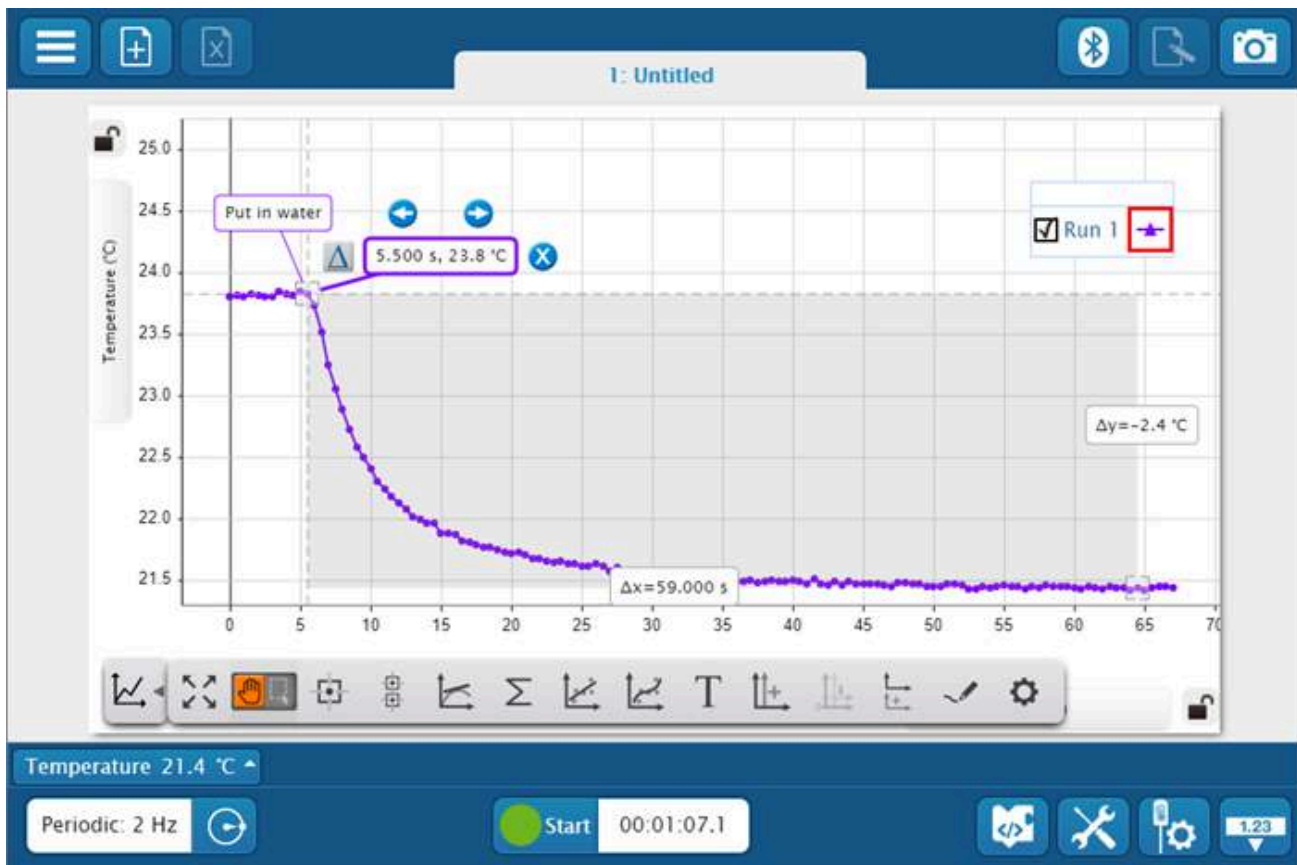 1: Untitled
25.0
24.5
24.0
23.5
23.0
22.5
22.0
21.5
Temperature (℃)
Put in water
Δ
5.500 s, 23.8 ℃
X
Run 1
Δy=-2.4 ℃
Δx=59.000 s
0 5 10 15 20 25 30 35 40 45 50 55 60 65 70
Σ
T
Temperature 21.4 ℃
Periodic: 2 Hz
Start 00:01:07.1
</>
1.23